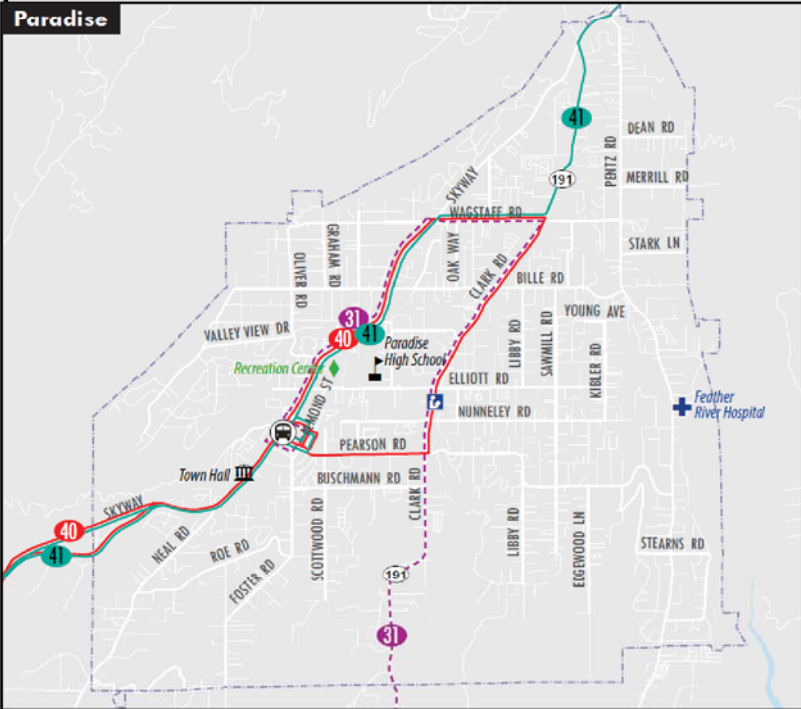 Paradise
41
DEAN RD
PENTZ RD
MERRILL RD
191
SKYWAY
WAGSTAFF RD
STARK LN
OAK WAY
GRAHAM RD
OLIVER RD
CLARK RD
BILLE RD
YOUNG AVE
31
40
41
VALLEY VIEW DR
Paradise
High School
LIBBY RD
SAWMILL RD
KIBLER RD
Recreation Center
ELLIOTT RD
NUNNELEY RD
Feather
River Hospital
ALMOND ST
PEARSON RD
Town Hall
BUSCHMANN RD
CLARK RD
SKYWAY
40
41
NEAL RD
ROE RD
FOSTER RD
SCOTTWOOD RD
LIBBY RD
EDGEWOOD LN
STEARNS RD
191
31